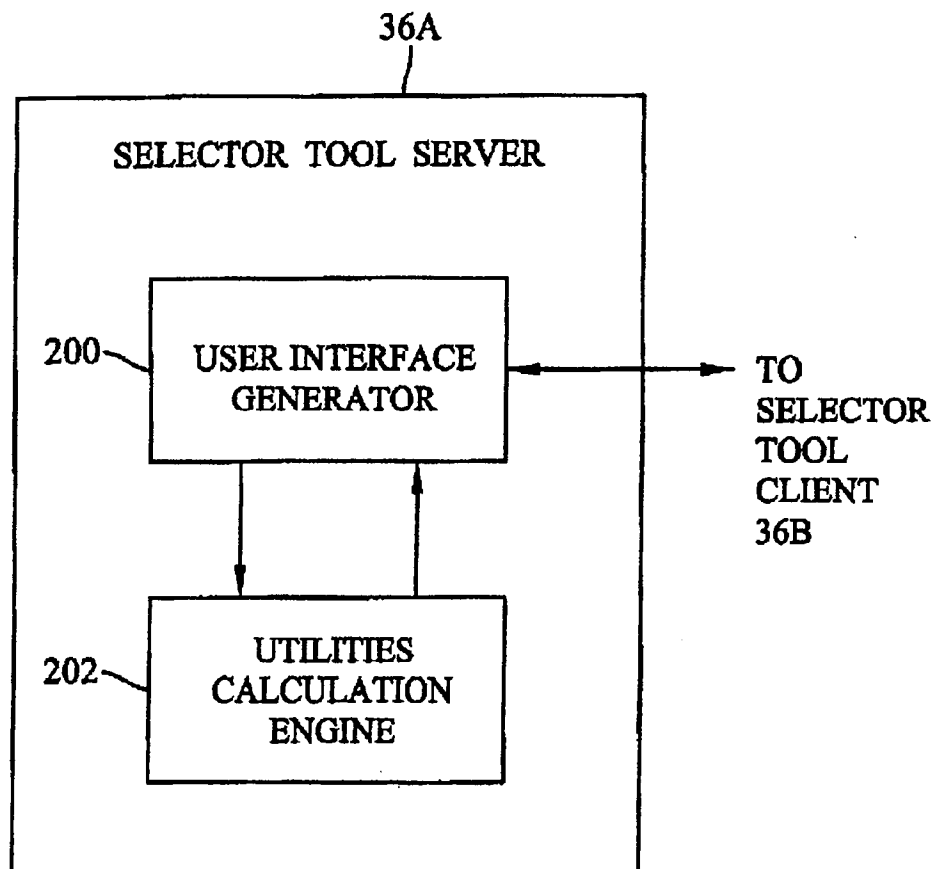 36A
SELECTOR TOOL SERVER
200
USER INTERFACE
GENERATOR
TO
SELECTOR
TOOL
CLIENT
36B
202
UTILITIES
CALCULATION
ENGINE